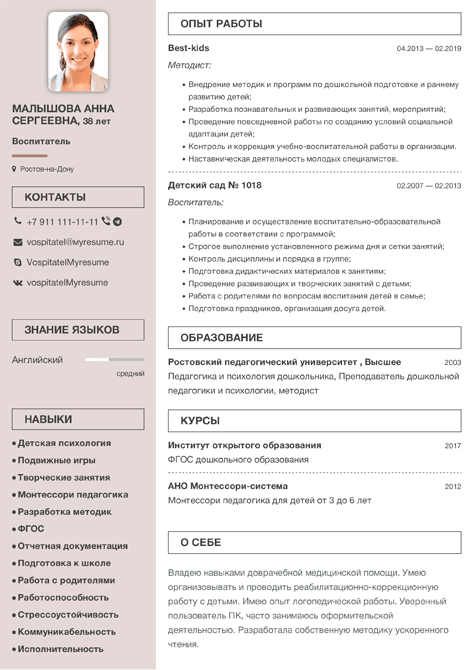 МАЛЫШОВА АННА
СЕРГЕЕВНА, 38 лет
Воспитатель
Ростов-на-Дону
КОНТАКТЫ
+7 911 111-11-11
vospitatel@myresume.ru
VospitatelMyresume
vospitatelMyresume
ЗНАНИЕ ЯЗЫКОВ
Английский
средний
НАВЫКИ
• Детская психология
• Подвижные игры
• Творческие занятия
• Монтессори педагогика
• Разработка методик
• ФГОС
• Отчетная документация
• Подготовка к школе
• Работа с родителями
• Работоспособность
• Стрессоустойчивость
• Коммуникабельность
• Исполнительность
ОПЫТ РАБОТЫ
Best-kids 04.2013 — 02.2019
Методист:
• Внедрение методик и программ по дошкольной подготовке и раннему
развитию детей;
• Разработка познавательных и развивающих занятий, мероприятий;
• Проведение повседневной работы по созданию условий социальной
адаптации детей;
• Контроль и коррекция учебно-воспитательной работы в организации.
• Наставническая деятельность молодых специалистов.
Детский сад № 1018 02.2007 — 02.2013
Воспитатель:
• Планирование и осуществление воспитательно-образовательной
работы в соответствии с программой;
• Строгое выполнение установленного режима дня и сетки занятий;
• Контроль дисциплины и порядка в группе;
• Подготовка дидактических материалов к занятиям;
• Проведение развивающих и творческих занятий с детьми;
• Работа с родителями по вопросам воспитания детей в семье;
• Подготовка праздников, организация досуга детей.
ОБРАЗОВАНИЕ
Ростовский педагогический университет , Высшее 2003
Педагогика и психология дошкольника, Преподаватель дошкольной
педагогики и психологии, методист
КУРСЫ
Институт открытого образования 2017
ФГОС дошкольного образования
АНО Монтессори-система 2012
Монтессори педагогика для детей от 3 до 6 лет
О СЕБЕ
Владею навыками доврачебной медицинской помощи. Умею
организовывать и проводить реабилитационно-коррекционную
работу с детьми. Имею опыт логопедической работы. Уверенный
пользователь ПК, часто занимаюсь оформительской
деятельностью. Разработала собственную методику ускоренного
чтения.